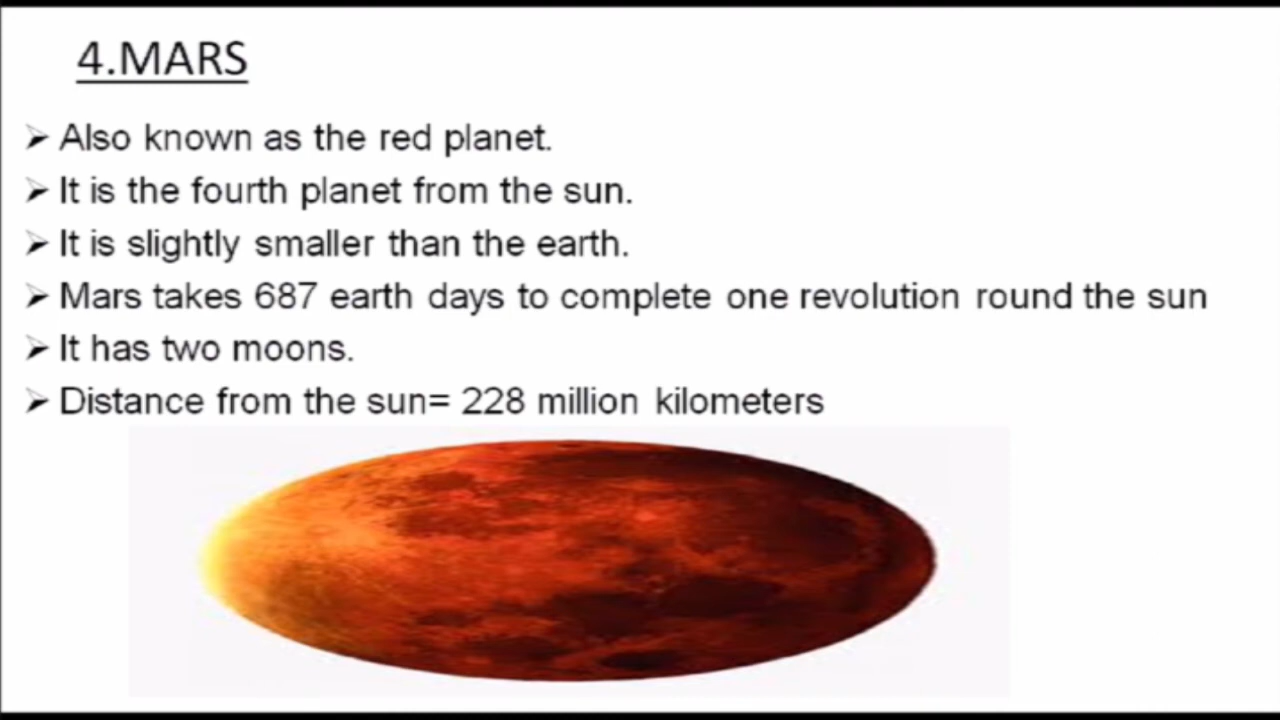 4.MARS
➢ Also known as the red planet.
➢ It is the fourth planet from the sun.
➢ It is slightly smaller than the earth.
➢ Mars takes 687 earth days to complete one revolution round the sun
➢ It has two moons.
➢ Distance from the sun= 228 million kilometers